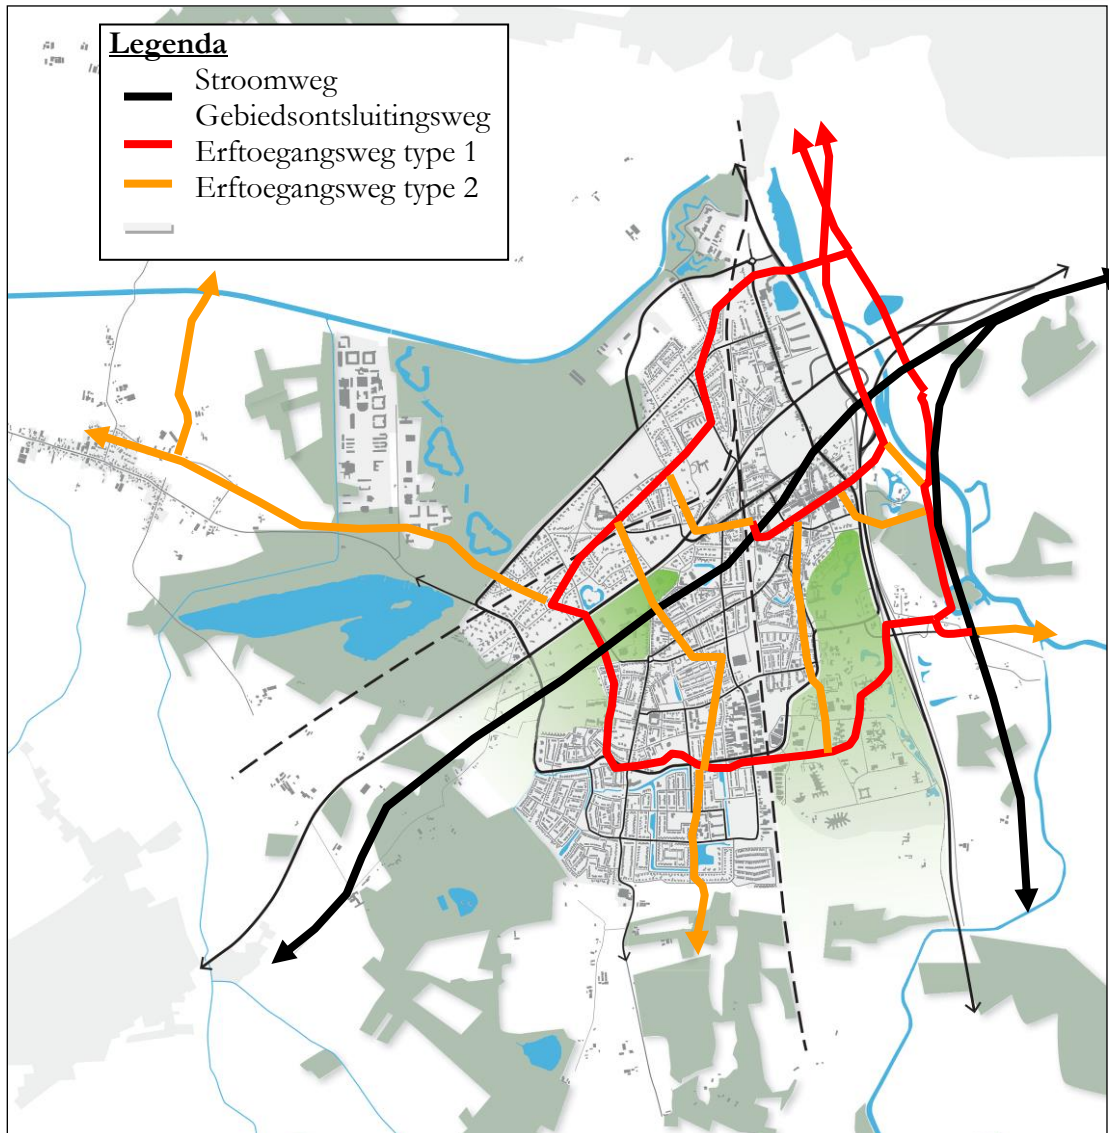 Legenda
Stroomweg
Gebiedsontsluitingsweg
Erftoegangsweg type 1
Erftoegangsweg type 2